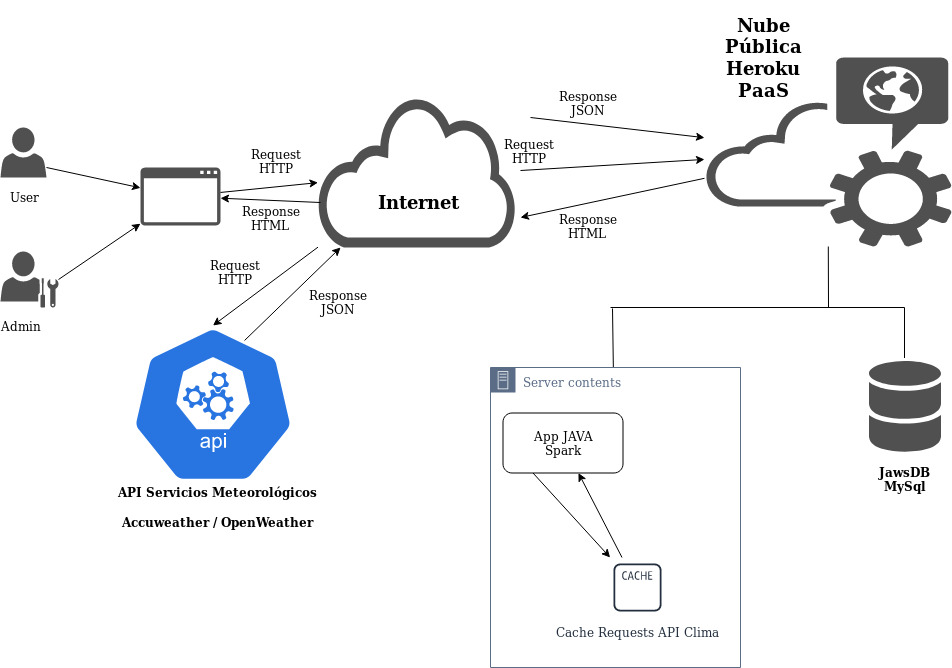 Nube
Pública
Heroku
PaaS
Response
JSON
Request
HTTP
Response
HTML
Internet
Request
HTTP
Response
HTML
User
Admin
Request
HTTP
Response
JSON
api
API Servicios Meteorológicos
Accuweather / OpenWeather
Server contents
App JAVA
Spark
CACHE
Cache Requests API Clima
JawsDB
MySql